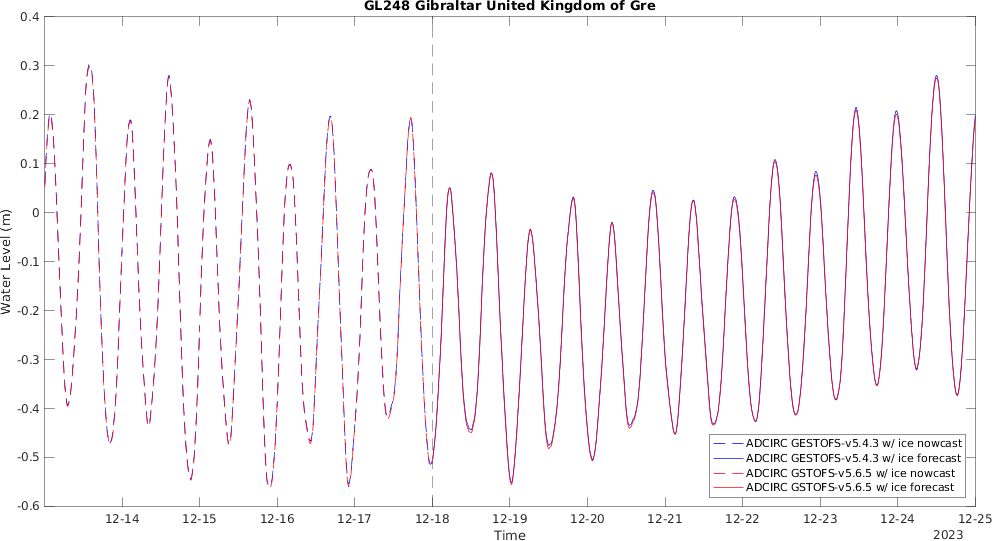 GL248 Gibraltar United Kingdom of Gre
0.4
0.3
0.2
0.1
0
-0.1
-0.2
-0.3
-0.4
-0.5
-0.6
Water Level (m)
ADCIRC GESTOFS-v5.4.3 w/ ice nowcast
ADCIRC GESTOFS-v5.4.3 w/ ice forecast
ADCIRC GSTOFS-v5.6.5 w/ ice nowcast
ADCIRC GSTOFS-v5.6.5 w/ ice forecast
12-14 12-15 12-16 12-17 12-18 12-19 12-20 12-21 12-22 12-23 12-24 12-25
Time
2023